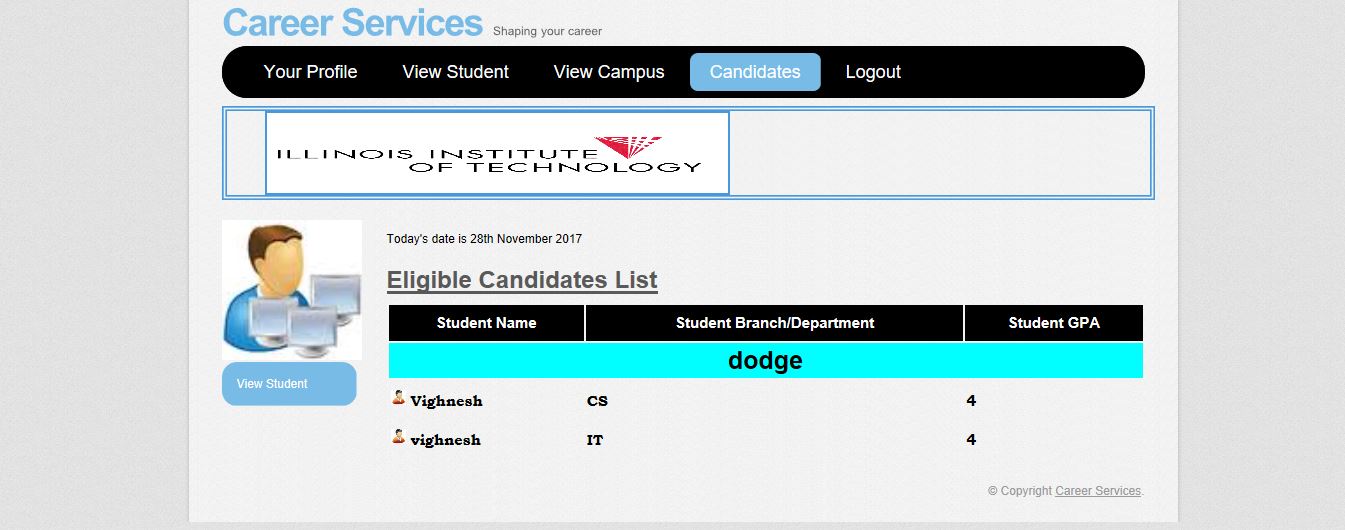 Career Services Shaping your career
Your Profile View Student View Campus Candidates Logout
ILLINOIS INSTITUTE
OF TECHNOLOGY
Today's date is 28th November 2017
Eligible Candidates List
Student Name Student Branch/Department Student GPA
dodge
Vighnesh CS 4
View Student
vighnesh IT 4
© Copyright Career Services.